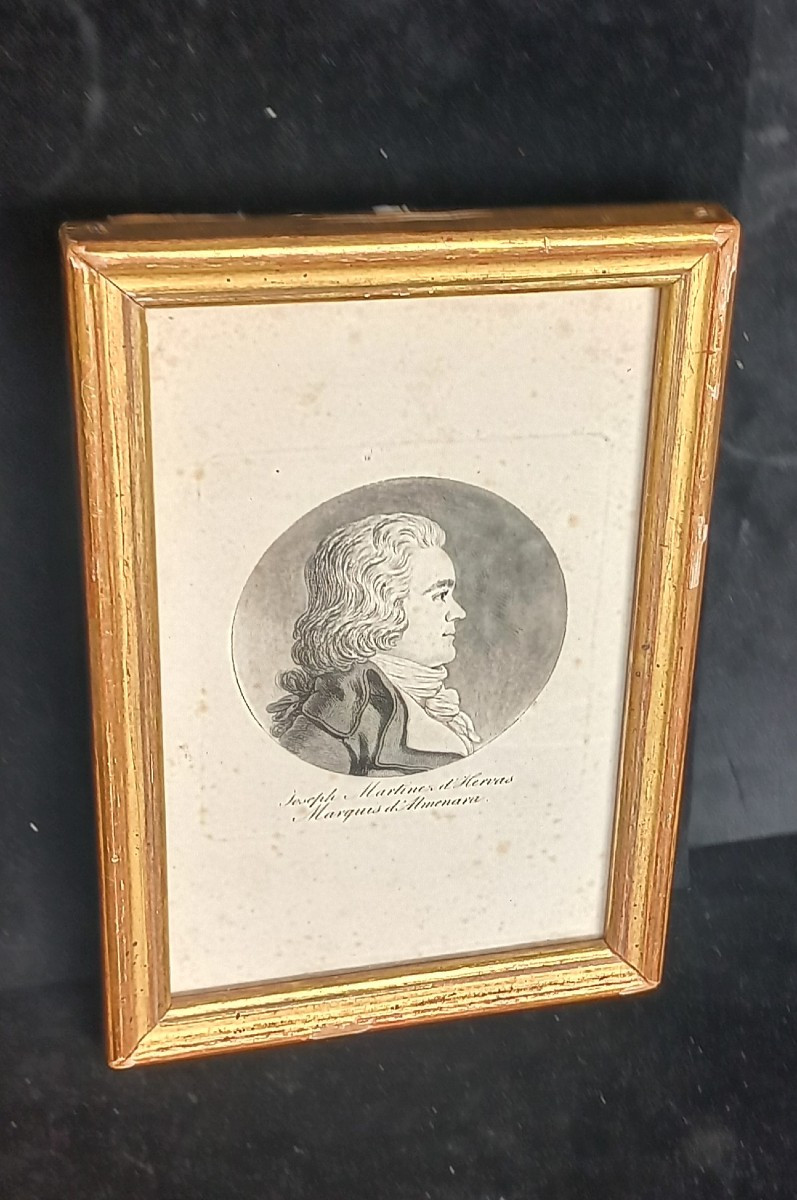 Joseph Martinez d'Hervas
Marquis d'Almenara.